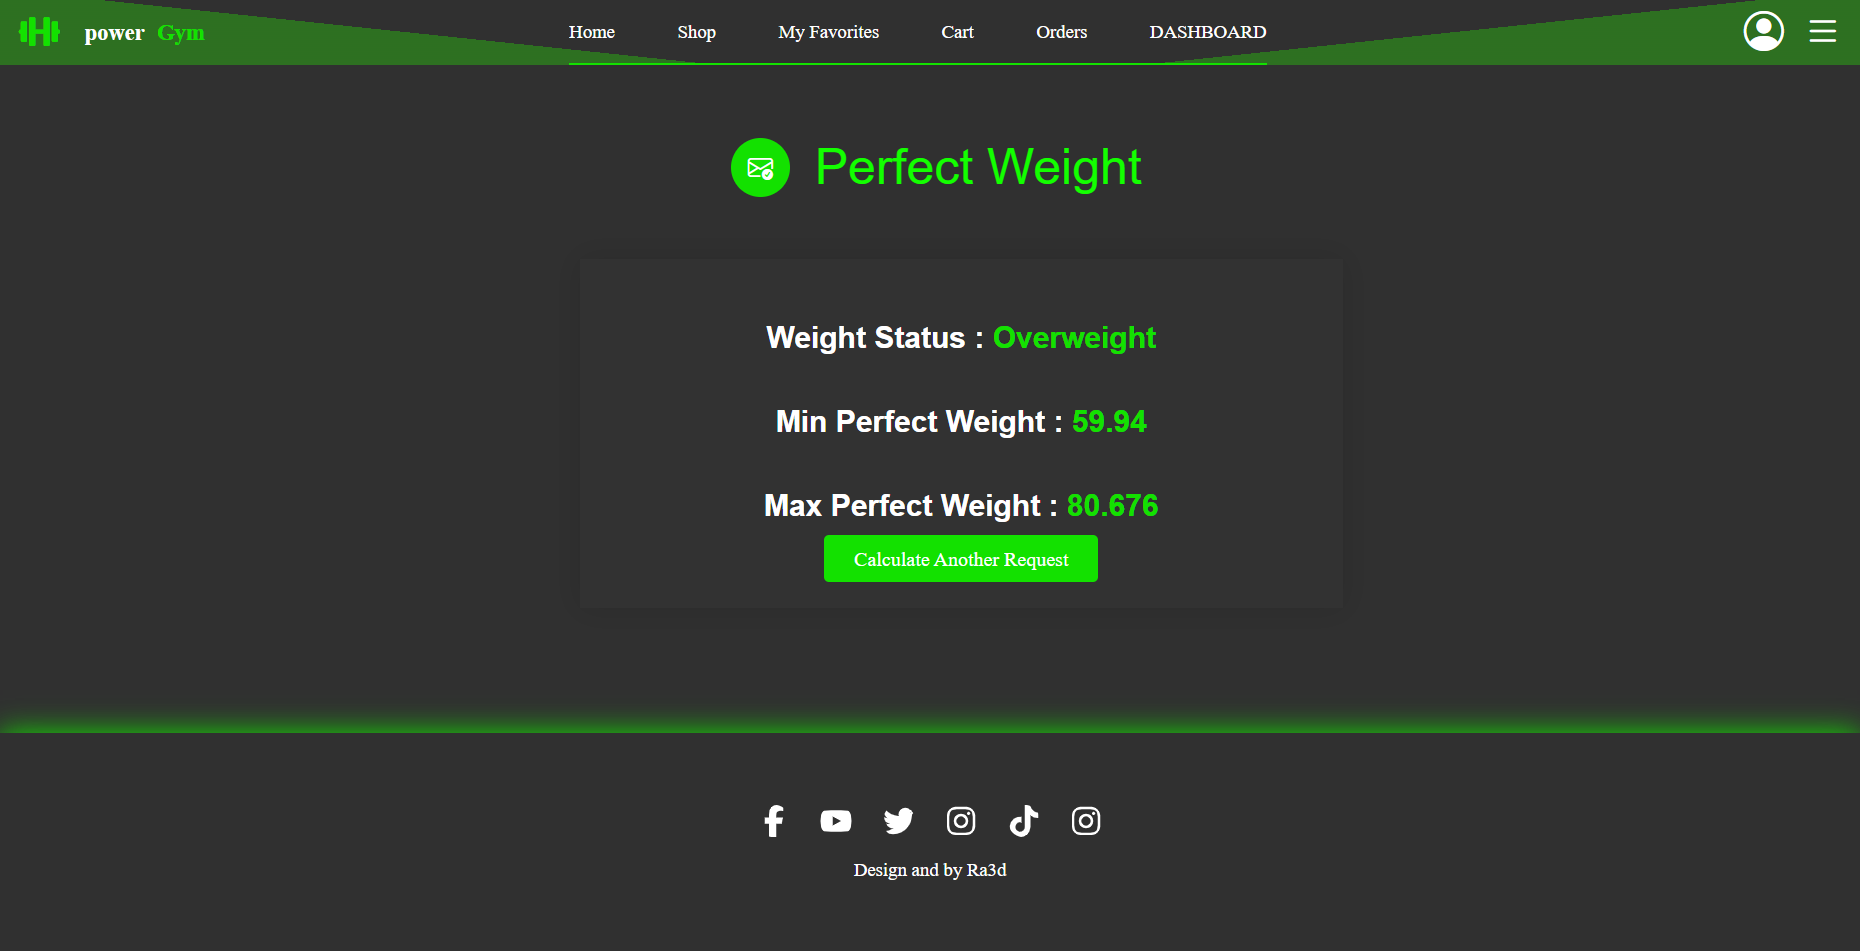 power Gym
Home Shop My Favorites Cart Orders DASHBOARD
Perfect Weight
Weight Status : Overweight
Min Perfect Weight : 59.94
Max Perfect Weight : 80.676
Calculate Another Request
Design and by Ra3d